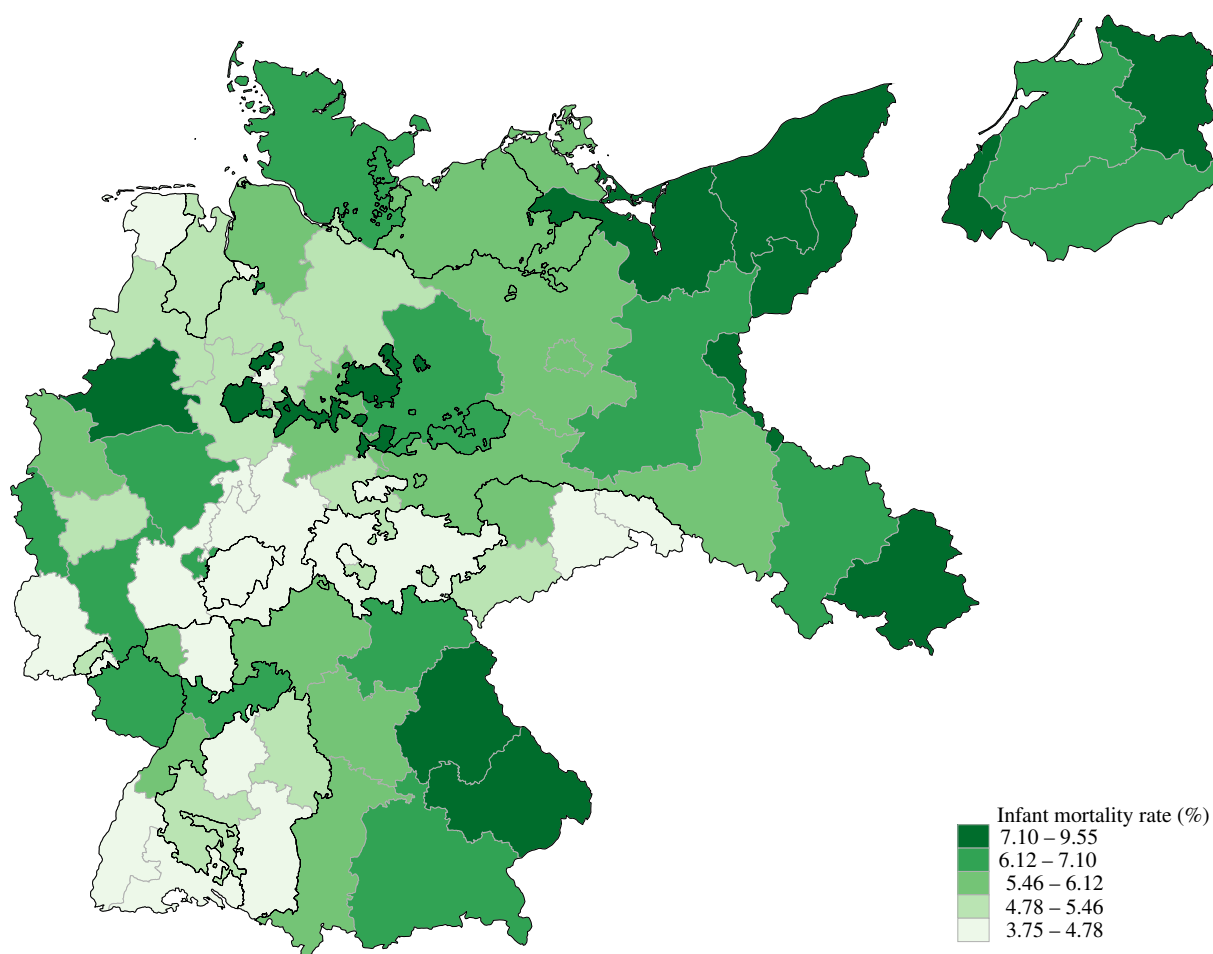 Infant mortality rate (%)
7.10 – 9.55
6.12 – 7.10
5.46 – 6.12
4.78 – 5.46
3.75 – 4.78